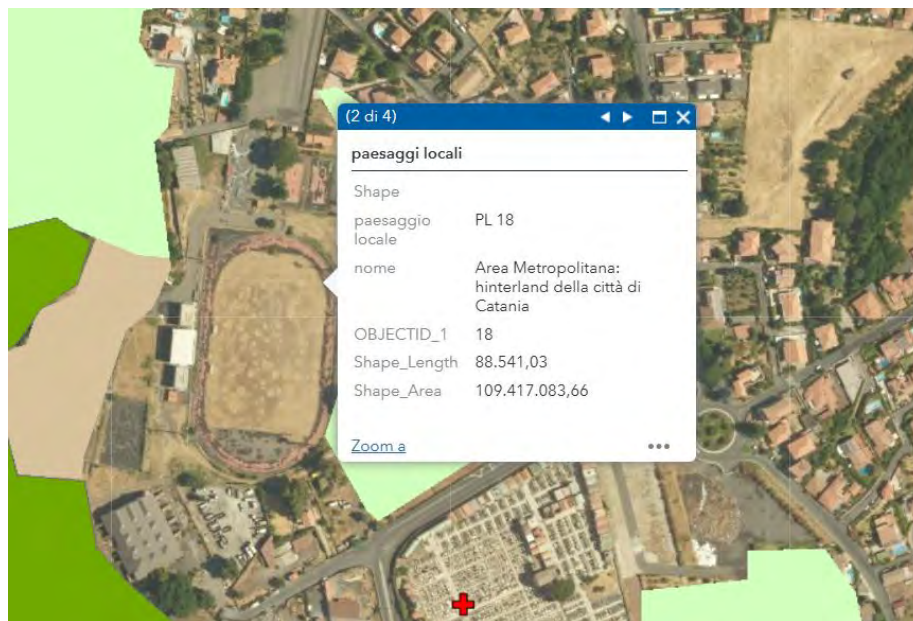 (2 di 4)
paesaggi locali
Shape
paesaggio locale PL 18
nome Area Metropolitana:
hinterland della città di
Catania
OBJECTID_1 18
Shape_Length 88.541,03
Shape_Area 109.417.083,66
Zoom a